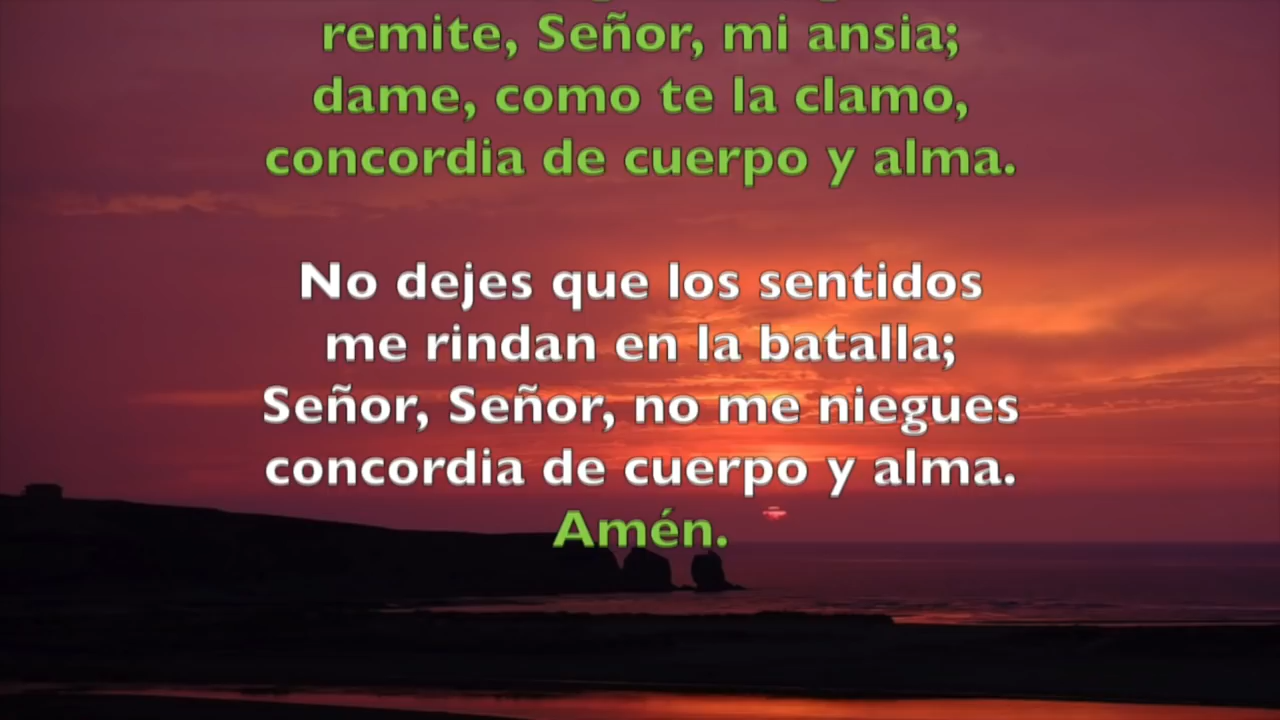 remite, Señor, mi ansia;
dame, como te la clamo,
concordia de cuerpo y alma.
No dejes que los sentidos
me rindan en la batalla;
Señor, Señor, no me niegues
concordia de cuerpo y alma.
Amén.